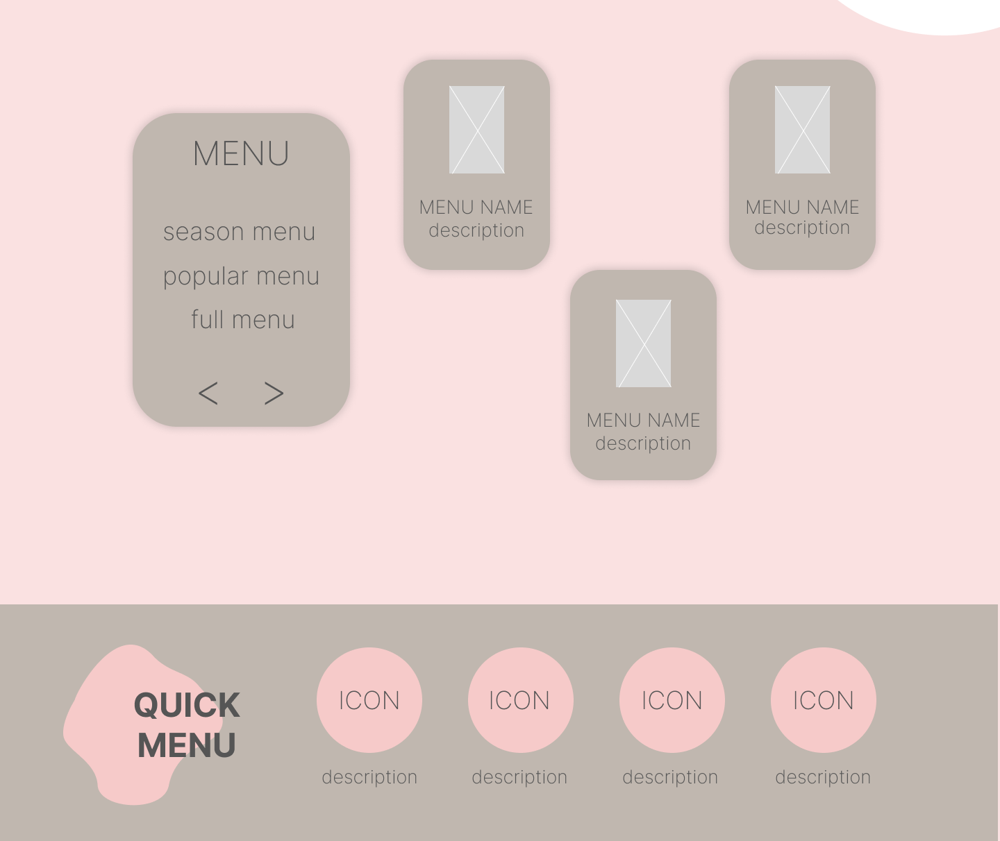 MENU
season menu
popular menu
full menu
< >
MENU NAME
description
MENU NAME
description
MENU NAME
description
QUICK
MENU
ICON
description
ICON
description
ICON
description
ICON
description